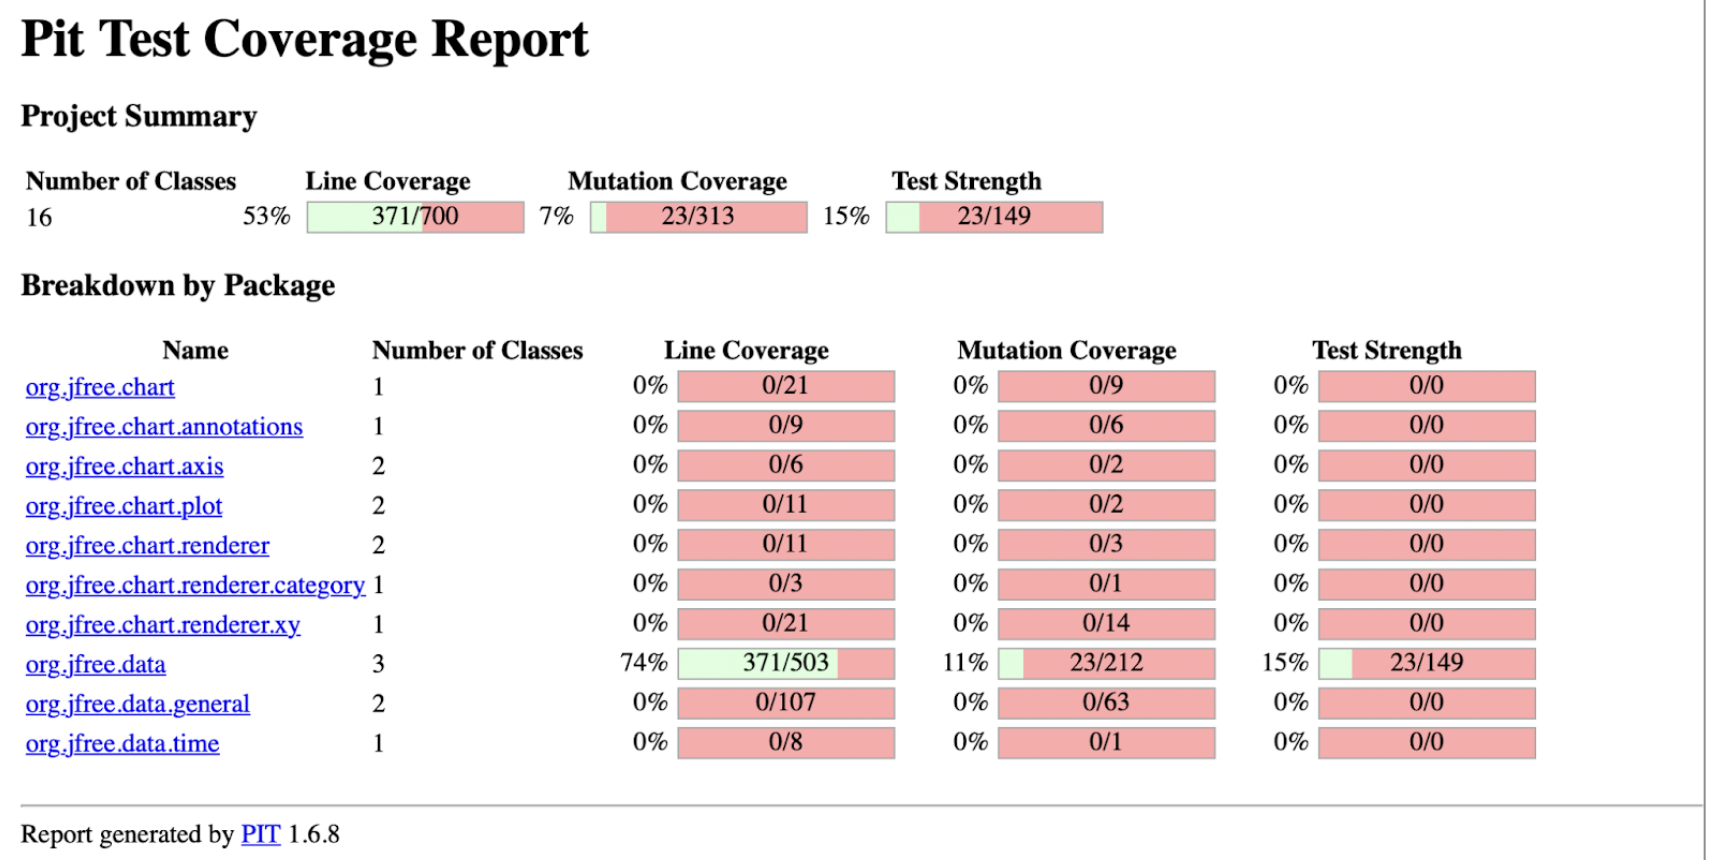 Pit Test Coverage Report
Project Summary
Number of Classes Line Coverage Mutation Coverage Test Strength
16 53% 371/700 7% 23/313 15% 23/149
Breakdown by Package
Name Number of Classes Line Coverage Mutation Coverage Test Strength
org.jfree.chart 1 0% 0/21 0% 0/9 0% 0/0
org.jfree.chart.annotations 1 0% 0/9 0% 0/6 0% 0/0
org.jfree.chart.axis 2 0% 0/6 0% 0/2 0% 0/0
org.jfree.chart.plot 2 0% 0/11 0% 0/2 0% 0/0
org.jfree.chart.renderer 2 0% 0/11 0% 0/3 0% 0/0
org.jfree.chart.renderer.category 1 0% 0/3 0% 0/1 0% 0/0
org.jfree.chart.renderer.xy 1 0% 0/21 0% 0/14 0% 0/0
org.jfree.data 3 74% 371/503 11% 23/212 15% 23/149
org.jfree.data.general 2 0% 0/107 0% 0/63 0% 0/0
org.jfree.data.time 1 0% 0/8 0% 0/1 0% 0/0
Report generated by PIT 1.6.8